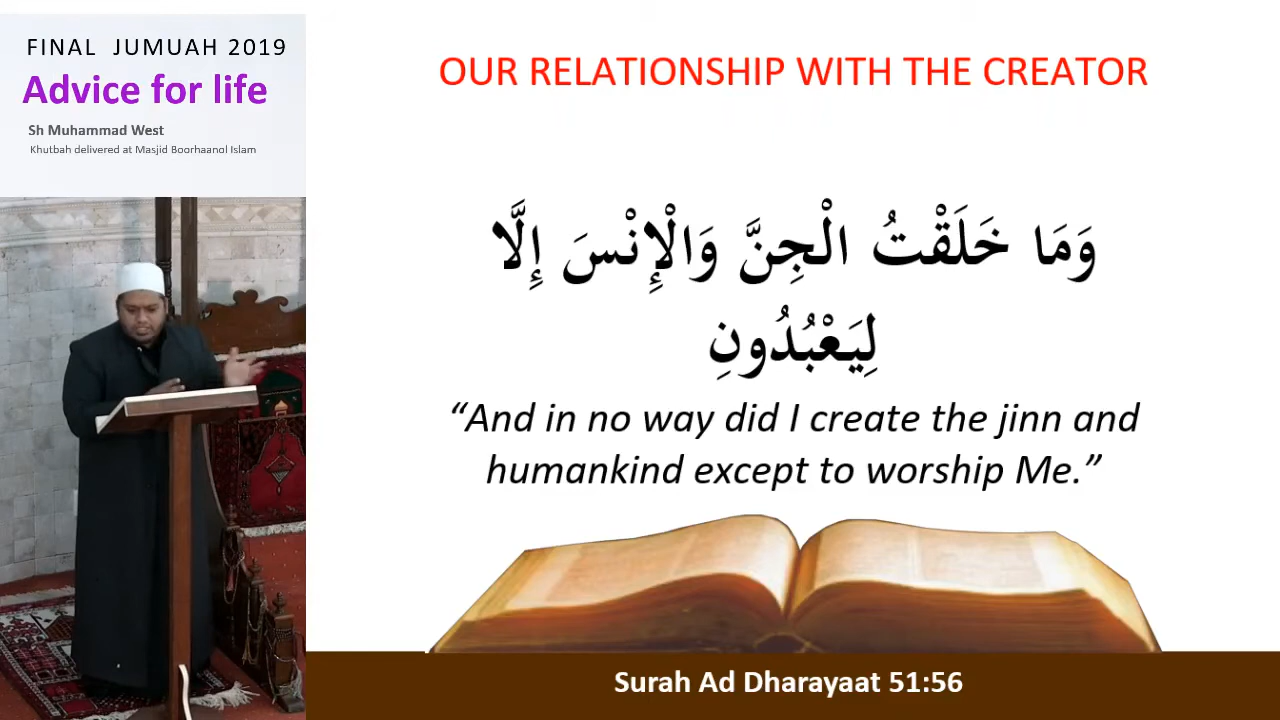 FINAL JUMUAH 2019
Advice for life
Sh Muhammad West
Khutbah delivered at Masjid Boorhaanol Islam
OUR RELATIONSHIP WITH THE CREATOR
وَمَا خَلَقْتُ الْجِنَّ وَالْإِنْسَ إِلَّا
لِيَعْبُدُونِ
“And in no way did I create the jinn and
humankind except to worship Me.”
Surah Ad Dharayaat 51:56